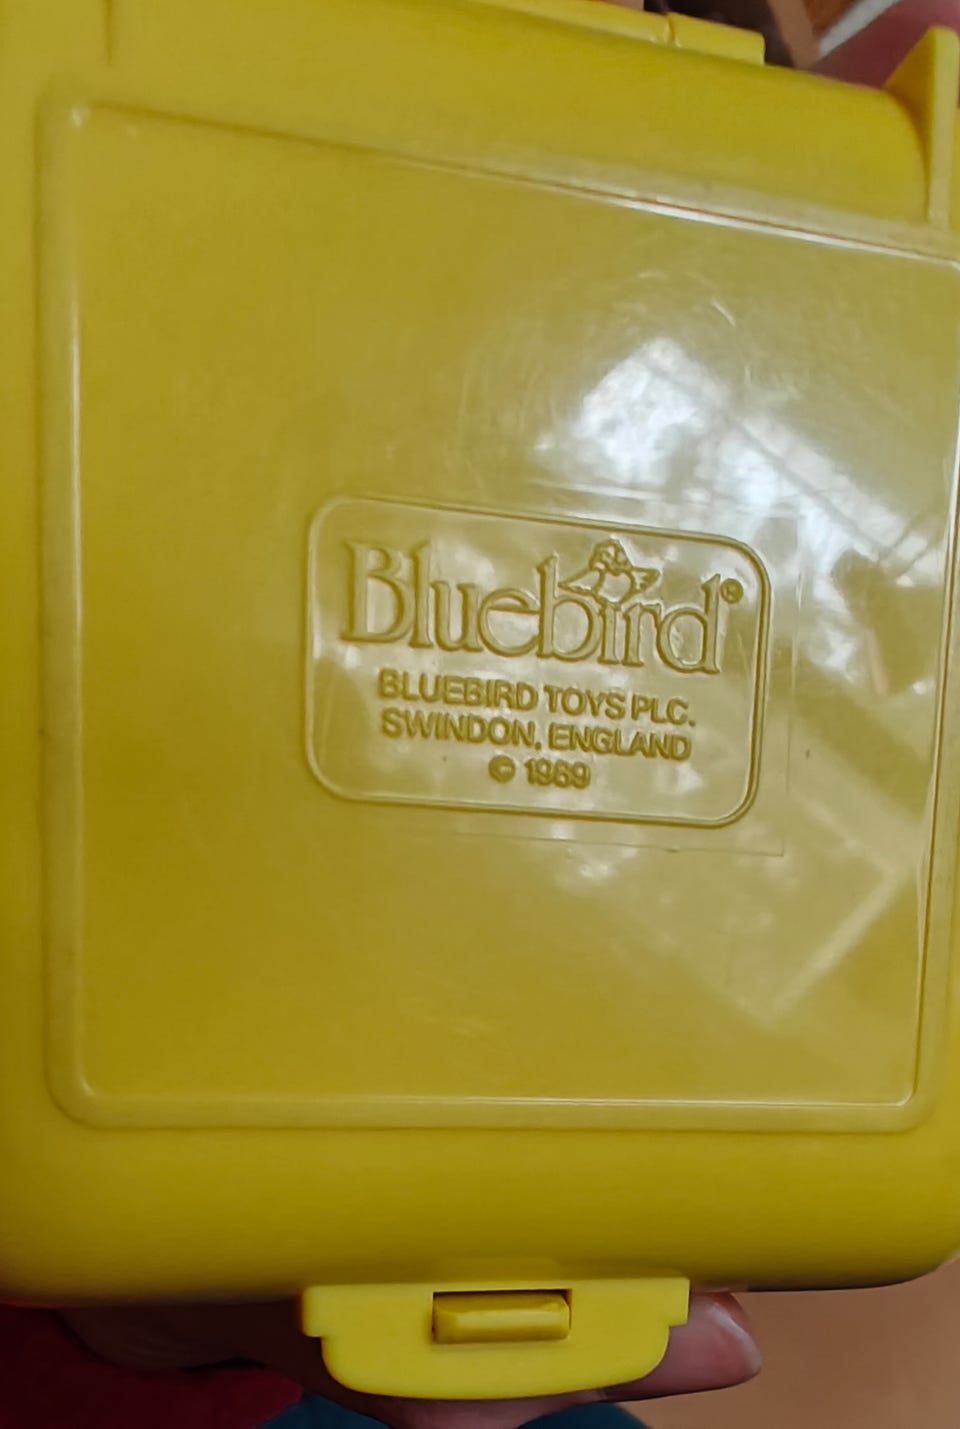 Bluebird®
BLUEBIRD TOYS PLC.
SWINDON, ENGLAND
© 1989